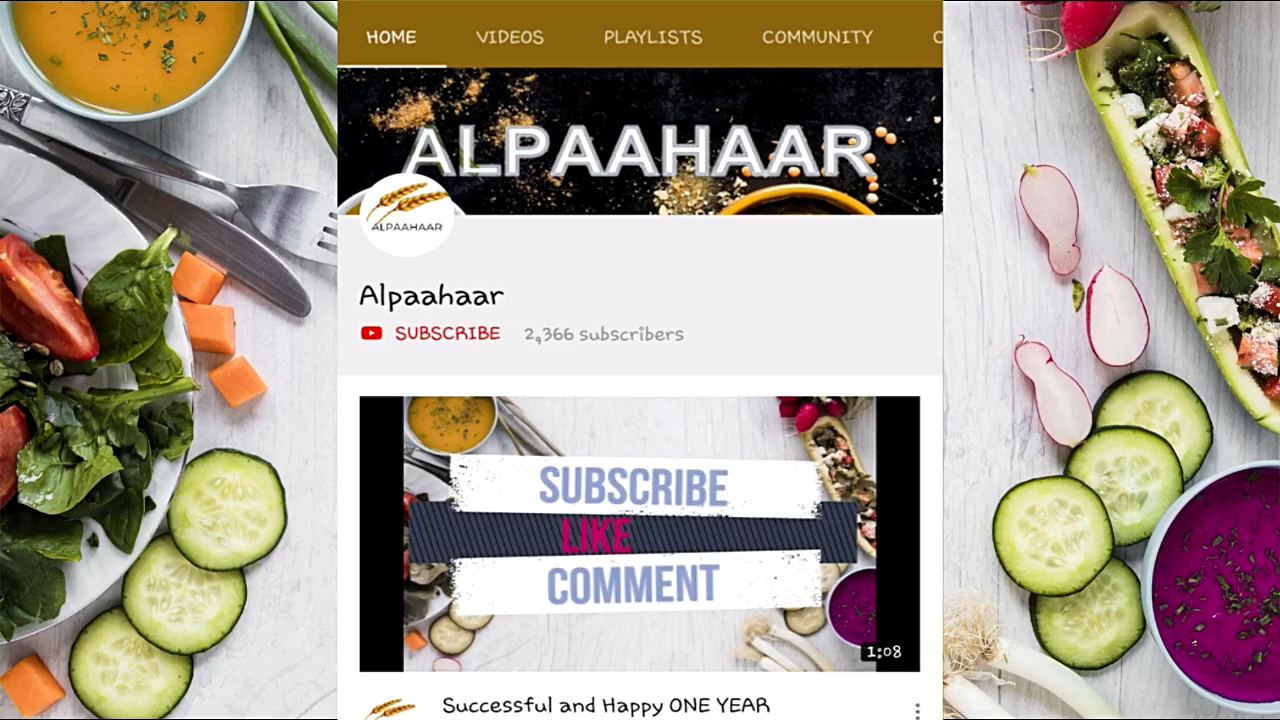 HOME VIDEOS PLAYLISTS COMMUNITY C
ALPAAHAAR
ALPAAHAAR
Alpaahaar
SUBSCRIBE 2,366 subscribers
SUBSCRIBE
LIKE
COMMENT
1:08
Successful and Happy ONE YEAR